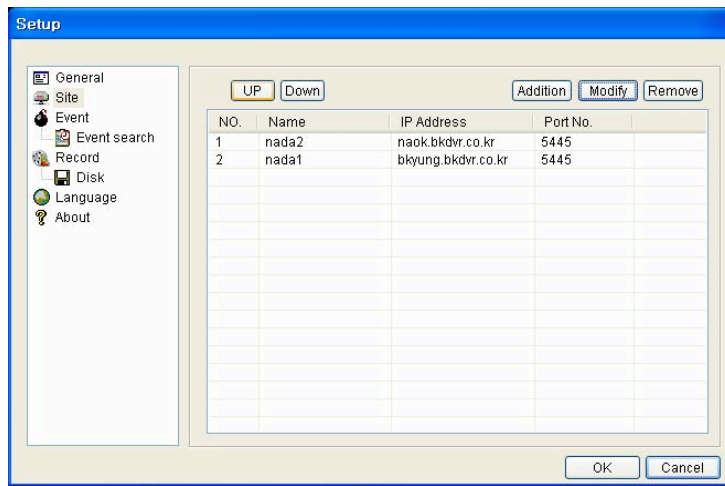 Setup
General
Site
Event
Event search
Record
Disk
Language
About
UP Down Addition Modify Remove
NO. Name IP Address Port No.
1 nada2 naok.bkdvr.co.kr 5445
2 nada1 bkyung.bkdvr.co.kr 5445
OK Cancel